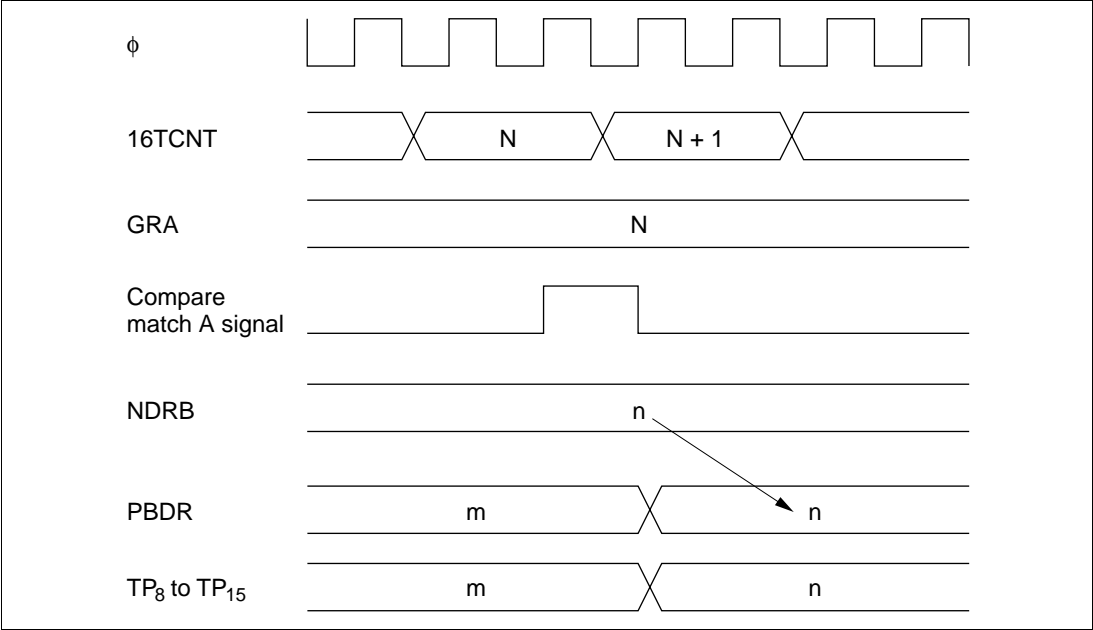 ϕ
16TCNT
N
N + 1
GRA
N
Compare
match A signal
NDRB
n
PBDR
m
n
TP8 to TP15
m
n